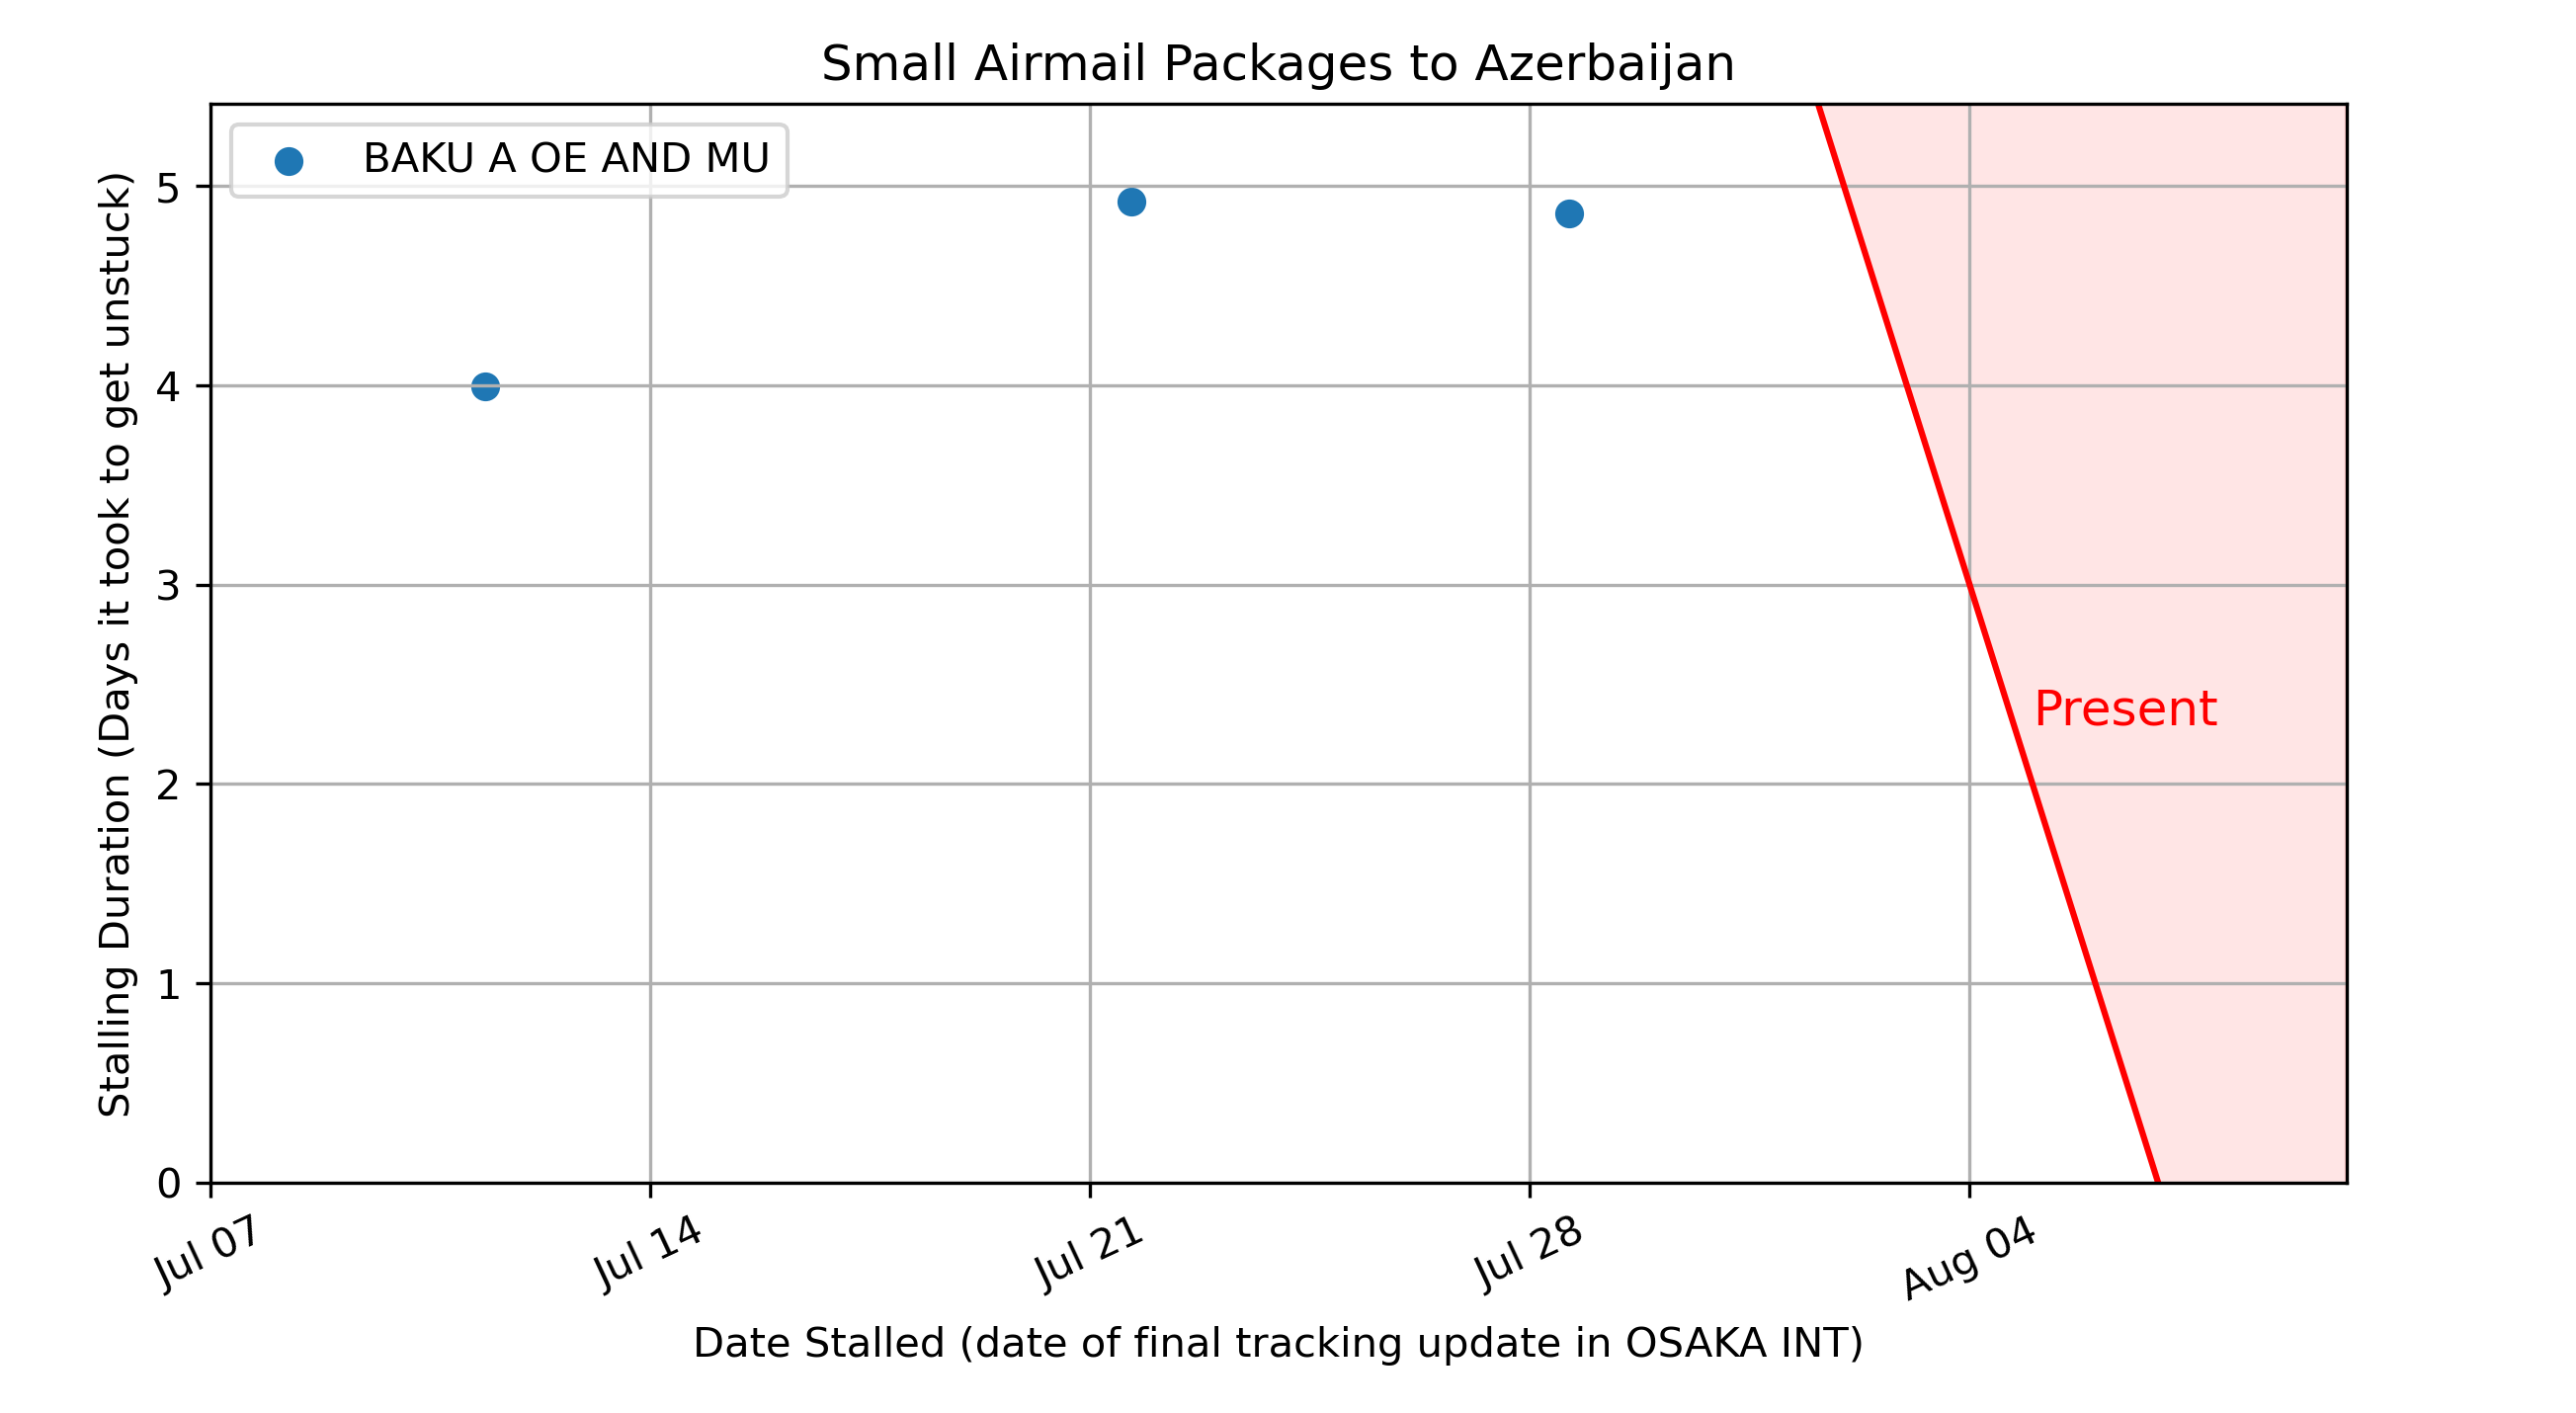 Small Airmail Packages to Azerbaijan
BAKU A OE AND MU
Stalling Duration (Days it took to get unstuck)
5
4
3
2
1
0
Present
Jul 07
Jul 14
Jul 21
Jul 28
Aug 04
Date Stalled (date of final tracking update in OSAKA INT)